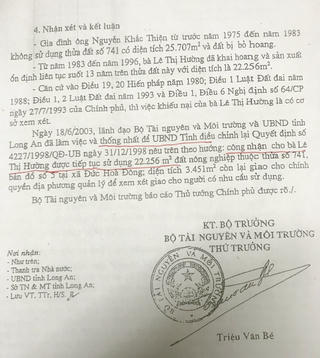 4. Nhận xét và kết luận
- Gia đình ông Nguyễn Khắc Thiện từ trước năm 1975 đến năm 1983
không sử dụng thửa đất số 741 có diện tích 25.707m² và đất bị bỏ hoang.
- Từ năm 1983 đến năm 1996, bà Lê Thị Hường đã khai hoang và sản xuất
ổn định liên tục suốt 13 năm trên thửa đất này với diện tích là 22.256m².
- Căn cứ vào Điều 19, 20 Hiến pháp năm 1980; Điều 1 Luật Đất đai năm
1988; Điều 1, 2 Luật Đất đai năm 1993 và Điều 1, Điều 6 Nghị định số 64/CP
ngày 27/7/1993 của Chính phủ, thì việc khiếu nại của bà Lê Thị Hường là có cơ
sở xem xét.
Ngày 18/6/2003, lãnh đạo Bộ Tài nguyên và Môi trường và UBND tỉnh
Long An đã làm việc và thống nhất để UBND Tỉnh điều chỉnh lại Quyết định số
4227/1998/QĐ-UB ngày 31/12/1998 nêu trên theo hướng: công nhận cho bà Lê
Thị Hường được tiếp tục sử dụng 22.256 m² đất nông nghiệp thuộc thửa số 741,
bản đồ số 5 tại xã Đức Hoà Đông; diện tích 3.451m² còn lại giao cho chính
quyền địa phương quản lý để xem xét giao cho người có nhu cầu sử dụng.
Bộ Tài nguyên và Môi trường báo cáo Thủ tướng Chính phủ được rõ./.
KT. BỘ TRƯỞNG
BỘ TÀI NGUYÊN VÀ MÔI TRƯỜNG
THỨ TRƯỞNG
Nơi nhận:
- Như trên;
- Thanh tra Nhà nước;
- UBND tỉnh Long An;
- Sở TN & MT tỉnh Long An;
- Lưu VT, TTr, H/S.
Triệu Văn Bé